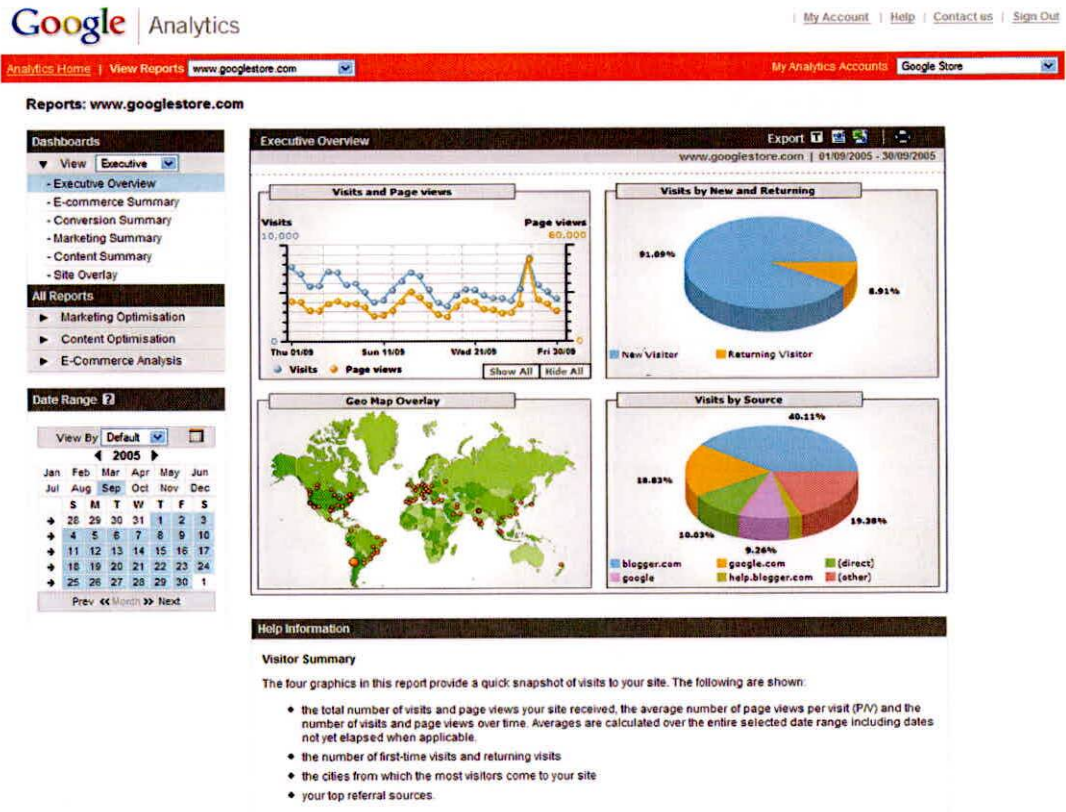 Google Analytics
| My Account | Help | Contact us | Sign Out
Analytics Home | View Reports www.googlestore.com
My Analytics Accounts Google Store
Reports: www.googlestore.com
Dashboards
View Executive
- Executive Overview
- E-commerce Summary
- Conversion Summary
- Marketing Summary
- Content Summary
- Site Overlay
All Reports
Marketing Optimisation
Content Optimisation
E-Commerce Analysis
Date Range ?
View By Default
2005
Jan Feb Mar Apr May Jun
Jul Aug Sep Oct Nov Dec
S M T W T F S
28 29 30 31 1 2 3
4 5 6 7 8 9 10
11 12 13 14 15 16 17
18 19 20 21 22 23 24
25 26 27 28 29 30 1
Prev << Month >> Next
Executive Overview
Export T
www.googlestore.com | 01/09/2005 - 30/09/2005
Visits and Page views
Visits
Page views
10,000
60,000
0
0
Thu 01/09 Sun 11/09 Wed 21/09 Fri 30/09
Visits Page views
Show All Hide All
Visits by New and Returning
91.09%
8.91%
New Visitor Returning Visitor
Geo Map Overlay
Visits by Source
40.11%
18.83%
19.38%
10.03%
9.26%
blogger.com google.com (direct)
google help.blogger.com (other)
Help Information
Visitor Summary
The four graphics in this report provide a quick snapshot of visits to your site. The following are shown:
the total number of visits and page views your site received, the average number of page views per visit (P/V) and the
number of visits and page views over time. Averages are calculated over the entire selected date range including dates
not yet elapsed when applicable.
the number of first-time visits and returning visits
the cities from which the most visitors come to your site
your top referral sources.